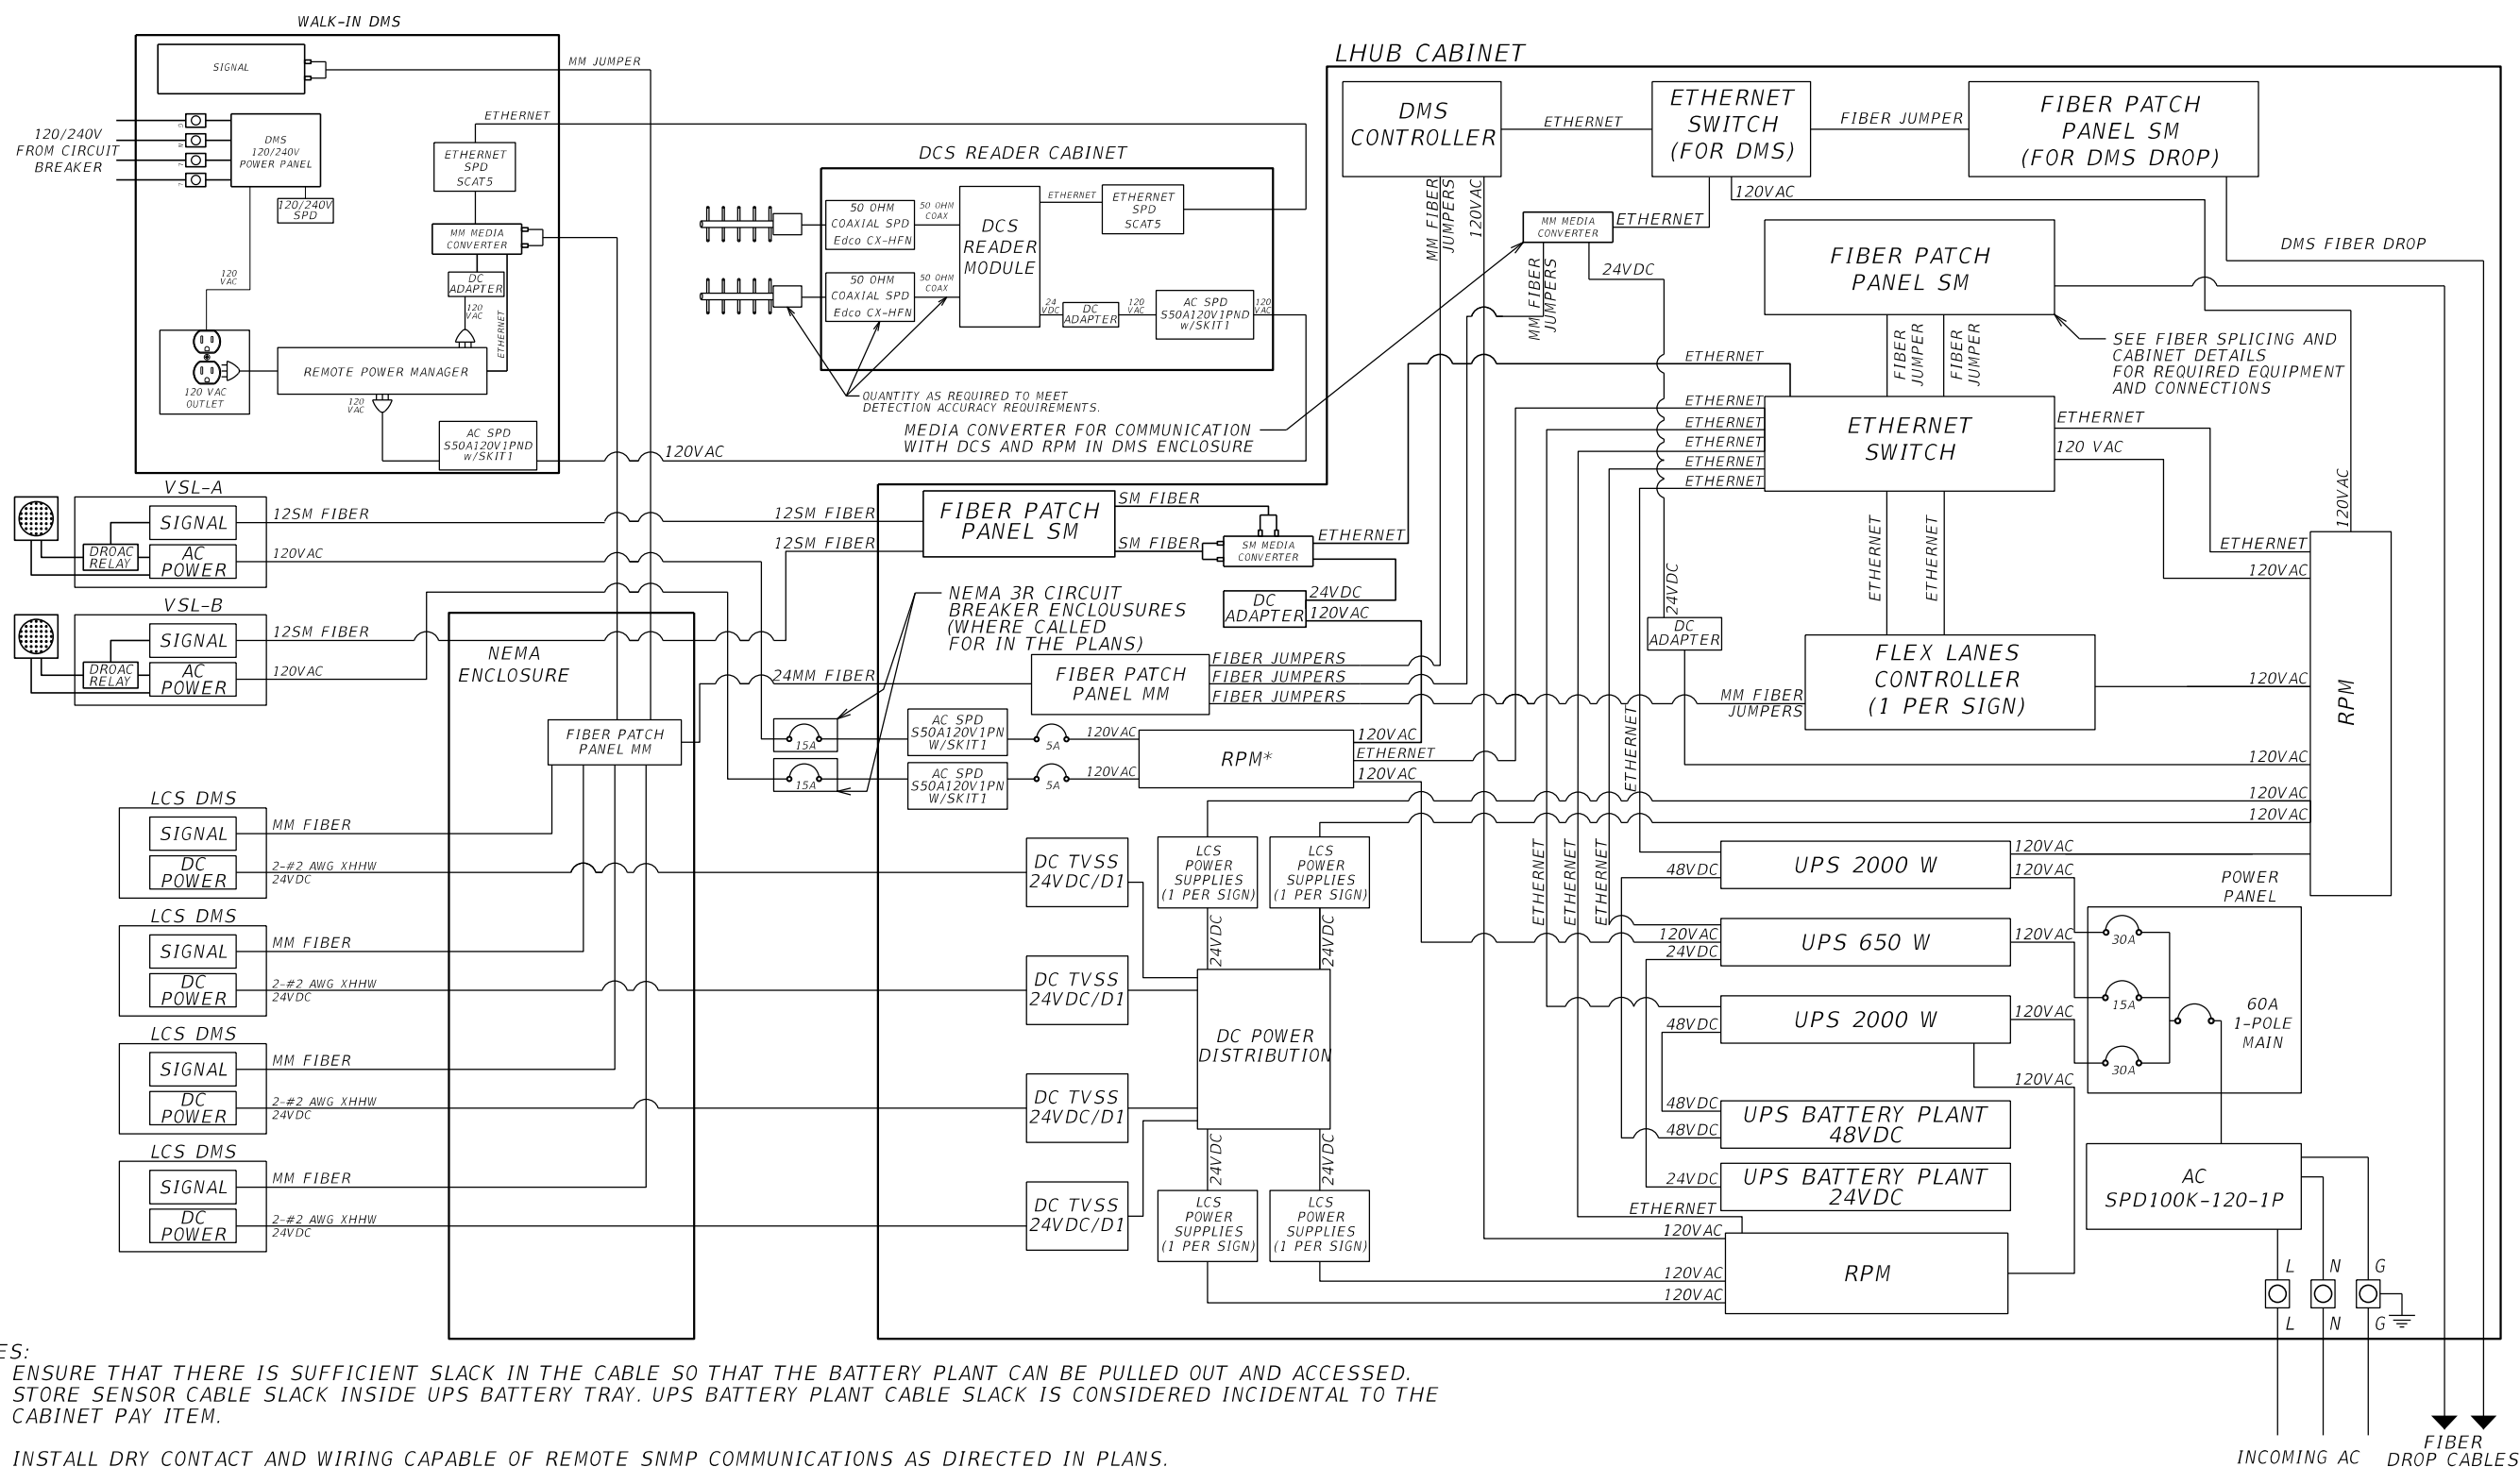 WALK-IN DMS
SIGNAL
MM JUMPER
120/240V
FROM CIRCUIT
BREAKER
DMS
120/240V
POWER PANEL
120/240V
SPD
ETHERNET
ETHERNET
SPD
SCAT5
MM MEDIA
CONVERTER
DC
ADAPTER
120
VAC
120
VAC
ETHERNET
REMOTE POWER MANAGER
120 VAC
OUTLET
120
VAC
AC SPD
S50A120V1PND
w/SKIT1
120VAC
DCS READER CABINET
50 OHM
COAXIAL SPD
Edco CX-HFN
50 OHM
COAX
50 OHM
COAXIAL SPD
Edco CX-HFN
50 OHM
COAX
DCS
READER
MODULE
ETHERNET
ETHERNET
SPD
SCAT5
24
VDC
DC
ADAPTER
120
VAC
AC SPD
S50A120V1PND
w/SKIT1
120
VAC
QUANTITY AS REQUIRED TO MEET
DETECTION ACCURACY REQUIREMENTS.
MEDIA CONVERTER FOR COMMUNICATION
WITH DCS AND RPM IN DMS ENCLOSURE
LHUB CABINET
DMS
CONTROLLER
ETHERNET
ETHERNET
SWITCH
(FOR DMS)
FIBER JUMPER
FIBER PATCH
PANEL SM
(FOR DMS DROP)
MM FIBER
JUMPERS
120VAC
120VAC
MM MEDIA
CONVERTER
ETHERNET
MM FIBER
JUMPERS
24VDC
FIBER PATCH
PANEL SM
DMS FIBER DROP
FIBER
JUMPER
FIBER
JUMPER
SEE FIBER SPLICING AND
CABINET DETAILS
FOR REQUIRED EQUIPMENT
AND CONNECTIONS
ETHERNET
ETHERNET
ETHERNET
ETHERNET
ETHERNET
ETHERNET
ETHERNET
SWITCH
ETHERNET
120 VAC
120VAC
ETHERNET
120VAC
ETHERNET
ETHERNET
24VDC
DC
ADAPTER
FLEX LANES
CONTROLLER
(1 PER SIGN)
MM FIBER
JUMPERS
120VAC
RPM
120VAC
120VAC
120VAC
VSL-A
SIGNAL
DROAC
RELAY
AC
POWER
12SM FIBER
120VAC
VSL-B
SIGNAL
DROAC
RELAY
AC
POWER
12SM FIBER
120VAC
12SM FIBER
12SM FIBER
FIBER PATCH
PANEL SM
SM FIBER
SM FIBER
SM MEDIA
CONVERTER
ETHERNET
DC
ADAPTER
24VDC
120VAC
NEMA 3R CIRCUIT
BREAKER ENCLOUSURES
(WHERE CALLED
FOR IN THE PLANS)
NEMA
ENCLOSURE
24MM FIBER
FIBER PATCH
PANEL MM
FIBER JUMPERS
FIBER JUMPERS
FIBER JUMPERS
FIBER PATCH
PANEL MM
15A
15A
AC SPD
S50A120V1PN
W/SKIT1
AC SPD
S50A120V1PN
W/SKIT1
5A
5A
120VAC
120VAC
RPM*
120VAC
ETHERNET
120VAC
ETHERNET
LCS DMS
SIGNAL
DC
POWER
MM FIBER
2-#2 AWG XHHW
24VDC
LCS DMS
SIGNAL
DC
POWER
MM FIBER
2-#2 AWG XHHW
24VDC
LCS DMS
SIGNAL
DC
POWER
MM FIBER
2-#2 AWG XHHW
24VDC
LCS DMS
SIGNAL
DC
POWER
MM FIBER
2-#2 AWG XHHW
24VDC
DC TVSS
24VDC/D1
DC TVSS
24VDC/D1
DC TVSS
24VDC/D1
DC TVSS
24VDC/D1
LCS
POWER
SUPPLIES
(1 PER SIGN)
LCS
POWER
SUPPLIES
(1 PER SIGN)
24VDC
24VDC
DC POWER
DISTRIBUTION
24VDC
24VDC
LCS
POWER
SUPPLIES
(1 PER SIGN)
LCS
POWER
SUPPLIES
(1 PER SIGN)
ETHERNET
ETHERNET
ETHERNET
48VDC
UPS 2000 W
120VAC
120VAC
120VAC
24VDC
UPS 650 W
120VAC
48VDC
UPS 2000 W
120VAC
120VAC
48VDC
48VDC
UPS BATTERY PLANT
48VDC
24VDC
UPS BATTERY PLANT
24VDC
ETHERNET
120VAC
120VAC
120VAC
RPM
POWER
PANEL
30A
15A
30A
60A
1-POLE
MAIN
AC
SPD100K-120-1P
L
N
G
L
N
G
INCOMING AC
FIBER
DROP CABLES
ES:
ENSURE THAT THERE IS SUFFICIENT SLACK IN THE CABLE SO THAT THE BATTERY PLANT CAN BE PULLED OUT AND ACCESSED.
STORE SENSOR CABLE SLACK INSIDE UPS BATTERY TRAY. UPS BATTERY PLANT CABLE SLACK IS CONSIDERED INCIDENTAL TO THE
CABINET PAY ITEM.
INSTALL DRY CONTACT AND WIRING CAPABLE OF REMOTE SNMP COMMUNICATIONS AS DIRECTED IN PLANS.